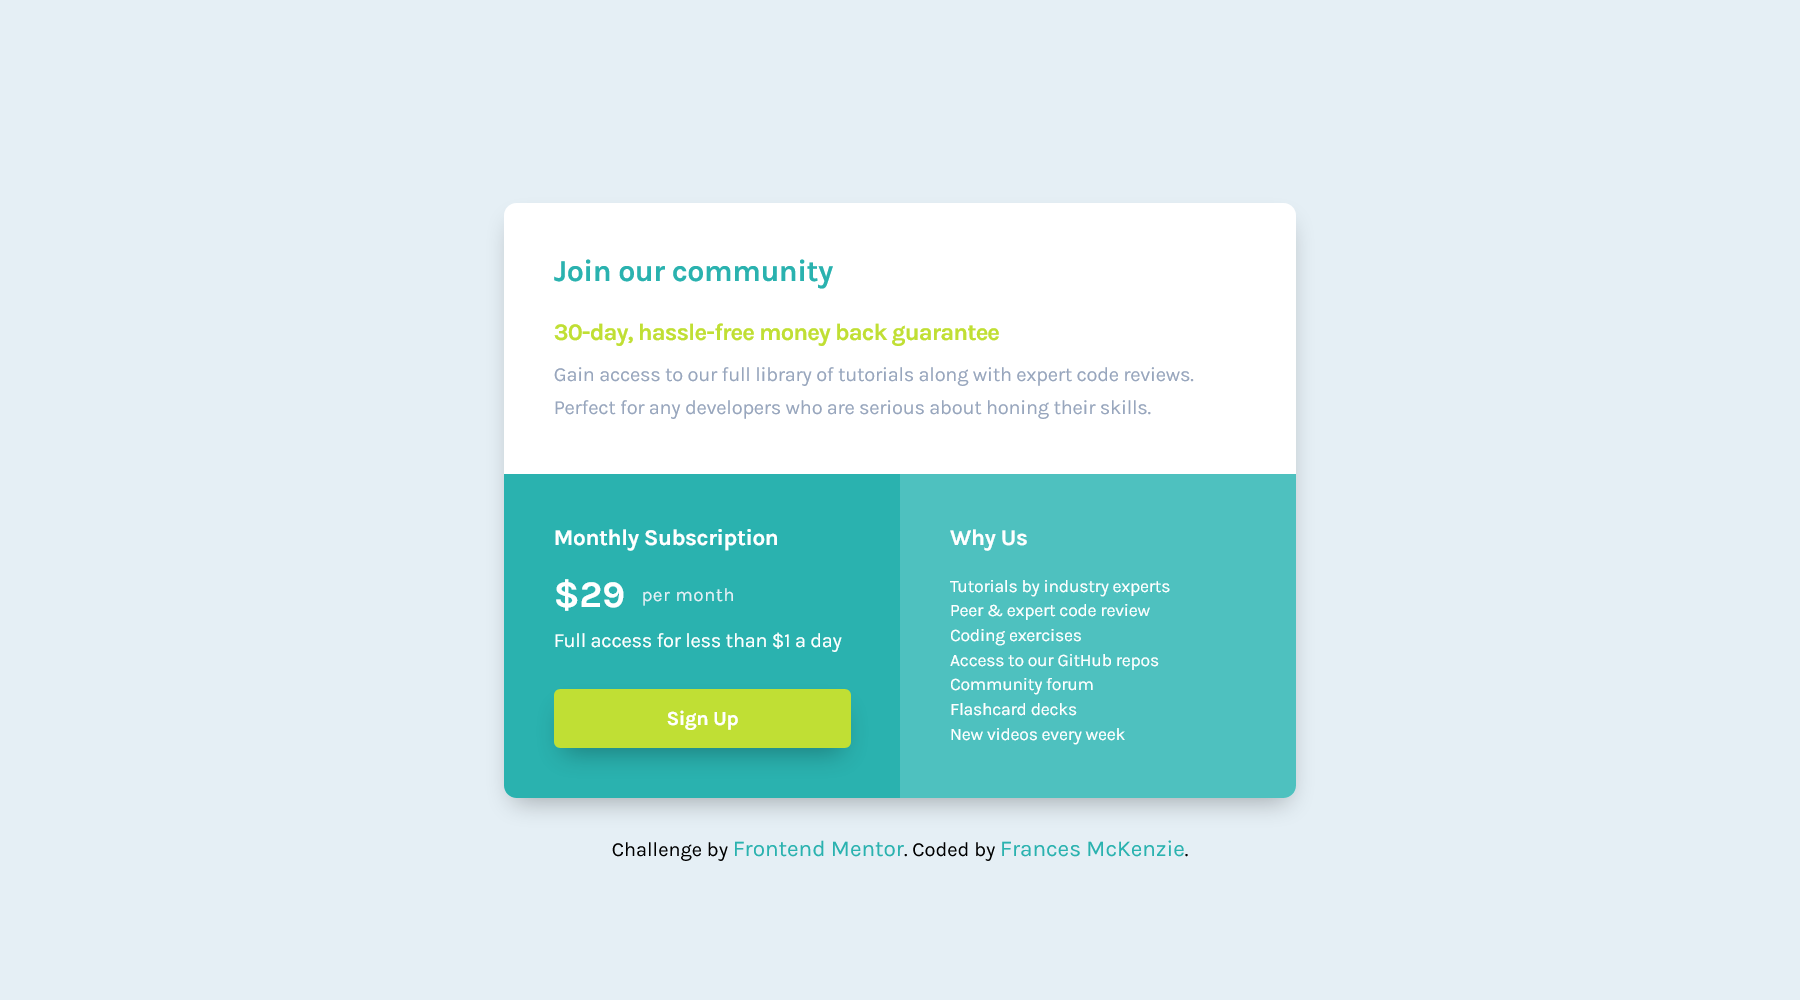 Join our community
30-day, hassle-free money back guarantee
Gain access to our full library of tutorials along with expert code reviews.
Perfect for any developers who are serious about honing their skills.
Monthly Subscription
$29 per month
Full access for less than $1 a day
Sign Up
Why Us
Tutorials by industry experts
Peer & expert code review
Coding exercises
Access to our GitHub repos
Community forum
Flashcard decks
New videos every week
Challenge by Frontend Mentor. Coded by Frances McKenzie.